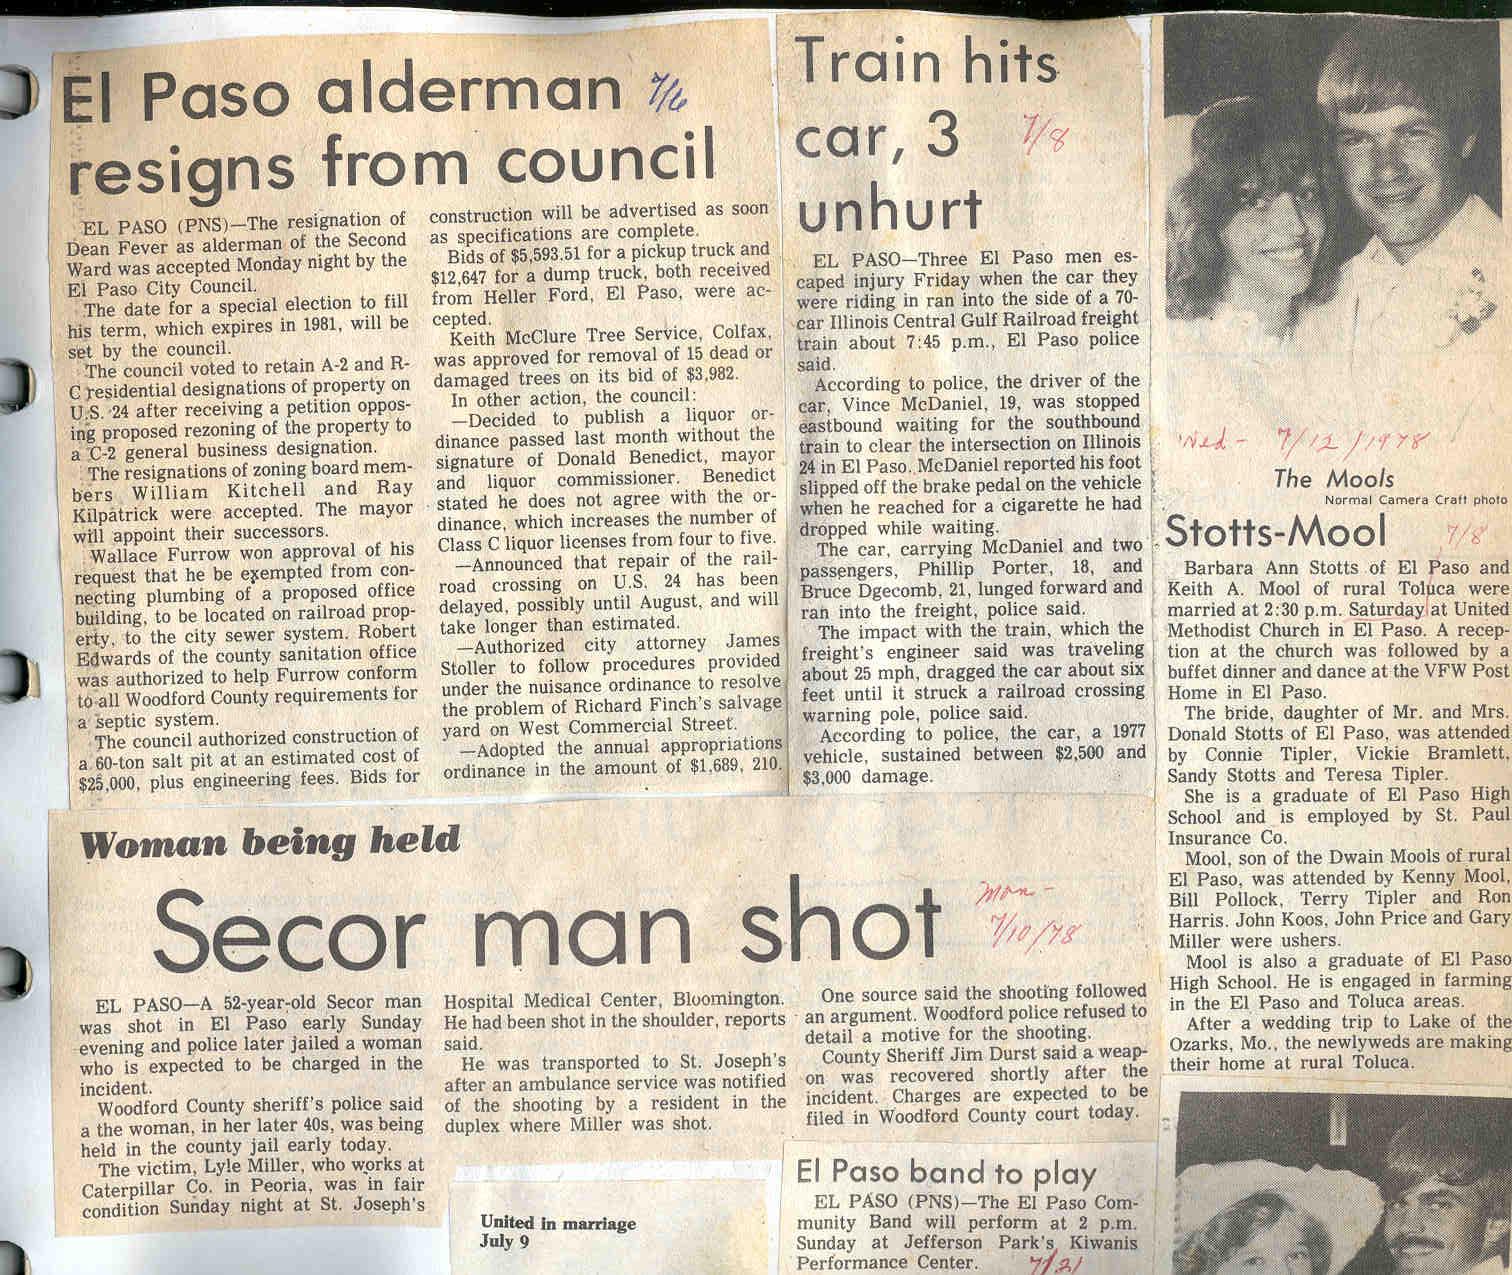 El Paso alderman 7/6
resigns from council
EL PASO (PNS)—The resignation of
Dean Fever as alderman of the Second
Ward was accepted Monday night by the
El Paso City Council.
The date for a special election to fill
his term, which expires in 1981, will be
set by the council.
The council voted to retain A-2 and R-
C residential designations of property on
U.S. 24 after receiving a petition oppos-
ing proposed rezoning of the property to
a C-2 general business designation.
The resignations of zoning board mem-
bers William Kitchell and Ray
Kilpatrick were accepted. The mayor
will appoint their successors.
Wallace Furrow won approval of his
request that he be exempted from con-
necting plumbing of a proposed office
building, to be located on railroad prop-
erty, to the city sewer system. Robert
Edwards of the county sanitation office
was authorized to help Furrow conform
to all Woodford County requirements for
a septic system.
The council authorized construction of
a 60-ton salt pit at an estimated cost of
$25,000, plus engineering fees. Bids for
construction will be advertised as soon
as specifications are complete.
Bids of $5,593.51 for a pickup truck and
$12,647 for a dump truck, both received
from Heller Ford, El Paso, were ac-
cepted.
Keith McClure Tree Service, Colfax,
was approved for removal of 15 dead or
damaged trees on its bid of $3,982.
In other action, the council:
—Decided to publish a liquor or-
dinance passed last month without the
signature of Donald Benedict, mayor
and liquor commissioner. Benedict
stated he does not agree with the or-
dinance, which increases the number of
Class C liquor licenses from four to five.
—Announced that repair of the rail-
road crossing on U.S. 24 has been
delayed, possibly until August, and will
take longer than estimated.
—Authorized city attorney James
Stoller to follow procedures provided
under the nuisance ordinance to resolve
the problem of Richard Finch's salvage
yard on West Commercial Street.
—Adopted the annual appropriations
ordinance in the amount of $1,689, 210.
Train hits
car, 3 7/8
unhurt
EL PASO—Three El Paso men es-
caped injury Friday when the car they
were riding in ran into the side of a 70-
car Illinois Central Gulf Railroad freight
train about 7:45 p.m., El Paso police
said.
According to police, the driver of the
car, Vince McDaniel, 19, was stopped
eastbound waiting for the southbound
train to clear the intersection on Illinois
24 in El Paso. McDaniel reported his foot
slipped off the brake pedal on the vehicle
when he reached for a cigarette he had
dropped while waiting.
The car, carrying McDaniel and two
passengers, Phillip Porter, 18, and
Bruce Dgecomb, 21, lunged forward and
ran into the freight, police said.
The impact with the train, which the
freight's engineer said was traveling
about 25 mph, dragged the car about six
feet until it struck a railroad crossing
warning pole, police said.
According to police, the car, a 1977
vehicle, sustained between $2,500 and
$3,000 damage.
Wed - 7/12/1978
The Mools
Normal Camera Craft photo
Stotts-Mool 7/8
Barbara Ann Stotts of El Paso and
Keith A. Mool of rural Toluca were
married at 2:30 p.m. Saturday at United
Methodist Church in El Paso. A recep-
tion at the church was followed by a
buffet dinner and dance at the VFW Post
Home in El Paso.
The bride, daughter of Mr. and Mrs.
Donald Stotts of El Paso, was attended
by Connie Tipler, Vickie Bramlett,
Sandy Stotts and Teresa Tipler.
She is a graduate of El Paso High
School and is employed by St. Paul
Insurance Co.
Mool, son of the Dwain Mools of rural
El Paso, was attended by Kenny Mool,
Bill Pollock, Terry Tipler and Ron
Harris. John Koos, John Price and Gary
Miller were ushers.
Mool is also a graduate of El Paso
High School. He is engaged in farming
in the El Paso and Toluca areas.
After a wedding trip to Lake of the
Ozarks, Mo., the newlyweds are making
their home at rural Toluca.
Woman being held
Secor man shot
Mon -
7/10/78
EL PASO—A 52-year-old Secor man
was shot in El Paso early Sunday
evening and police later jailed a woman
who is expected to be charged in the
incident.
Woodford County sheriff's police said
a the woman, in her later 40s, was being
held in the county jail early today.
The victim, Lyle Miller, who works at
Caterpillar Co. in Peoria, was in fair
condition Sunday night at St. Joseph's
Hospital Medical Center, Bloomington.
He had been shot in the shoulder, reports
said.
He was transported to St. Joseph's
after an ambulance service was notified
of the shooting by a resident in the
duplex where Miller was shot.
One source said the shooting followed
an argument. Woodford police refused to
detail a motive for the shooting.
County Sheriff Jim Durst said a weap-
on was recovered shortly after the
incident. Charges are expected to be
filed in Woodford County court today.
United in marriage
July 9
El Paso band to play
EL PASO (PNS)—The El Paso Com-
munity Band will perform at 2 p.m.
Sunday at Jefferson Park's Kiwanis
Performance Center. 7/21